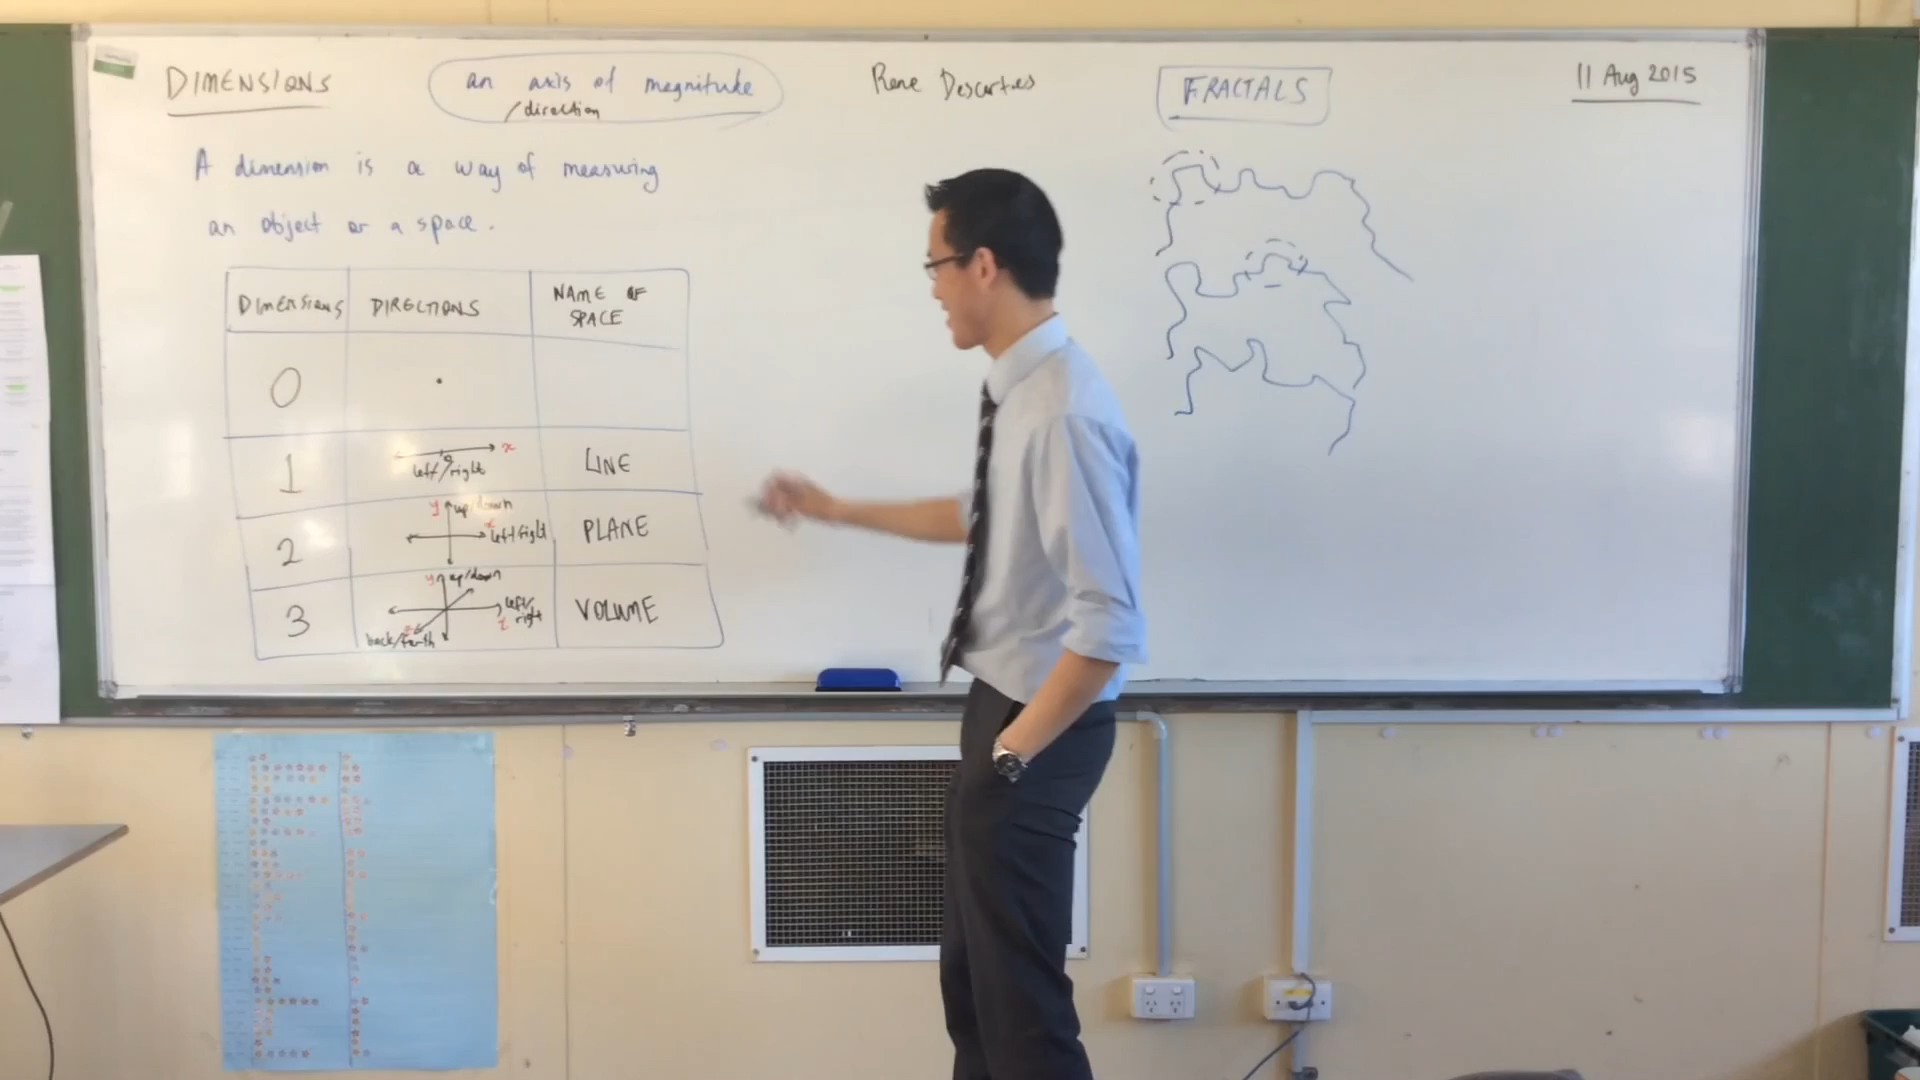 DIMENSIONS
an axis of magnitude
/direction
Rene Descartes
FRACTALS
11 Aug 2015
A dimension is a way of measuring
an object or a space.
DIMENSIONS DIRECTIONS NAME OF SPACE
0
1 x left/right LINE
2 y up/down x left/right PLANE
3 y up/down left/right x z back/forth VOLUME